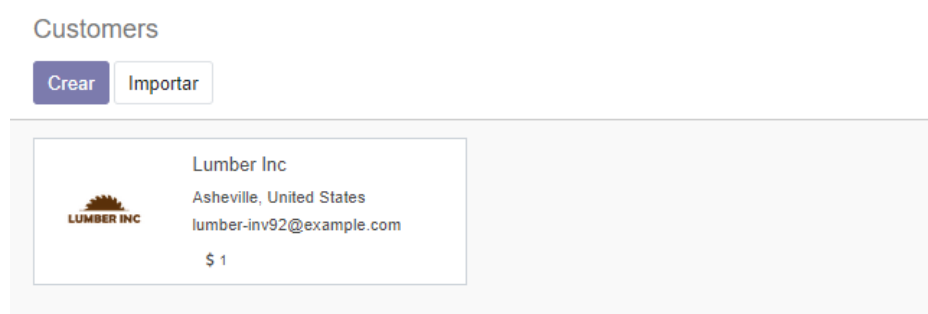 Customers
Crear Importar
Lumber Inc
Asheville, United States
LUMBER INC
lumber-inv92@example.com
$ 1